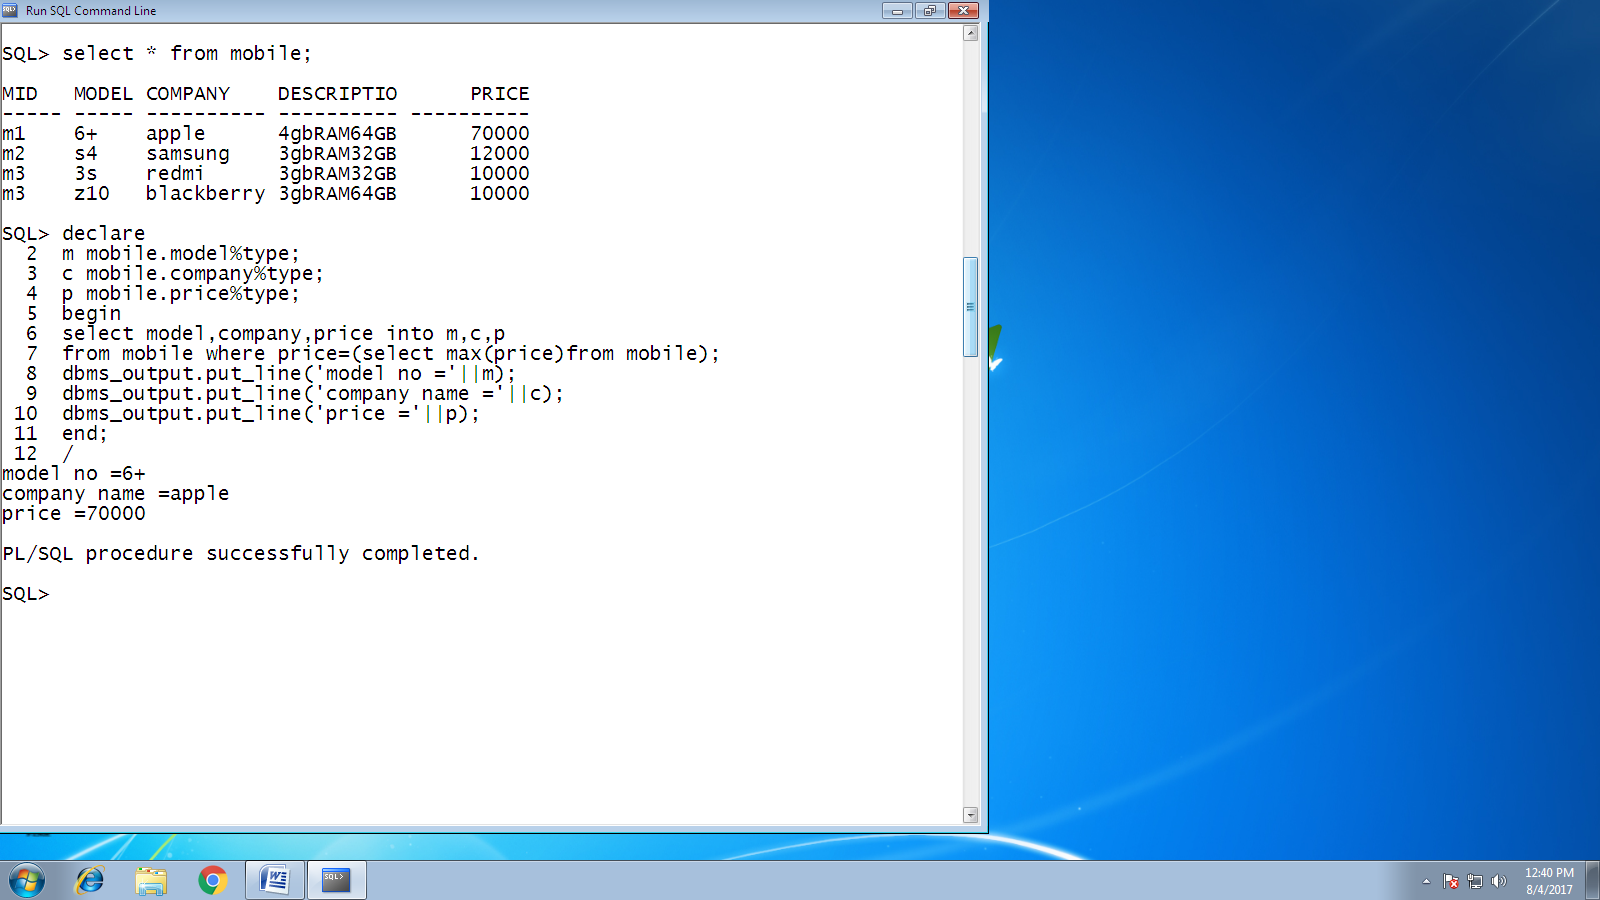 Run SQL Command Line
SQL> select * from mobile;
MID   MODEL COMPANY    DESCRIPTIO      PRICE
----- ----- ---------- ---------- ----------
m1    6+    apple      4gbRAM64GB      70000
m2    s4    samsung    3gbRAM32GB      12000
m3    3s    redmi      3gbRAM32GB      10000
m3    z10   blackberry 3gbRAM64GB      10000
SQL> declare
  2  m mobile.model%type;
  3  c mobile.company%type;
  4  p mobile.price%type;
  5  begin
  6  select model,company,price into m,c,p
  7  from mobile where price=(select max(price)from mobile);
  8  dbms_output.put_line('model no ='||m);
  9  dbms_output.put_line('company name ='||c);
 10  dbms_output.put_line('price ='||p);
 11  end;
 12  /
model no =6+
company name =apple
price =70000
PL/SQL procedure successfully completed.
SQL>
SQL>
12:40 PM
8/4/2017